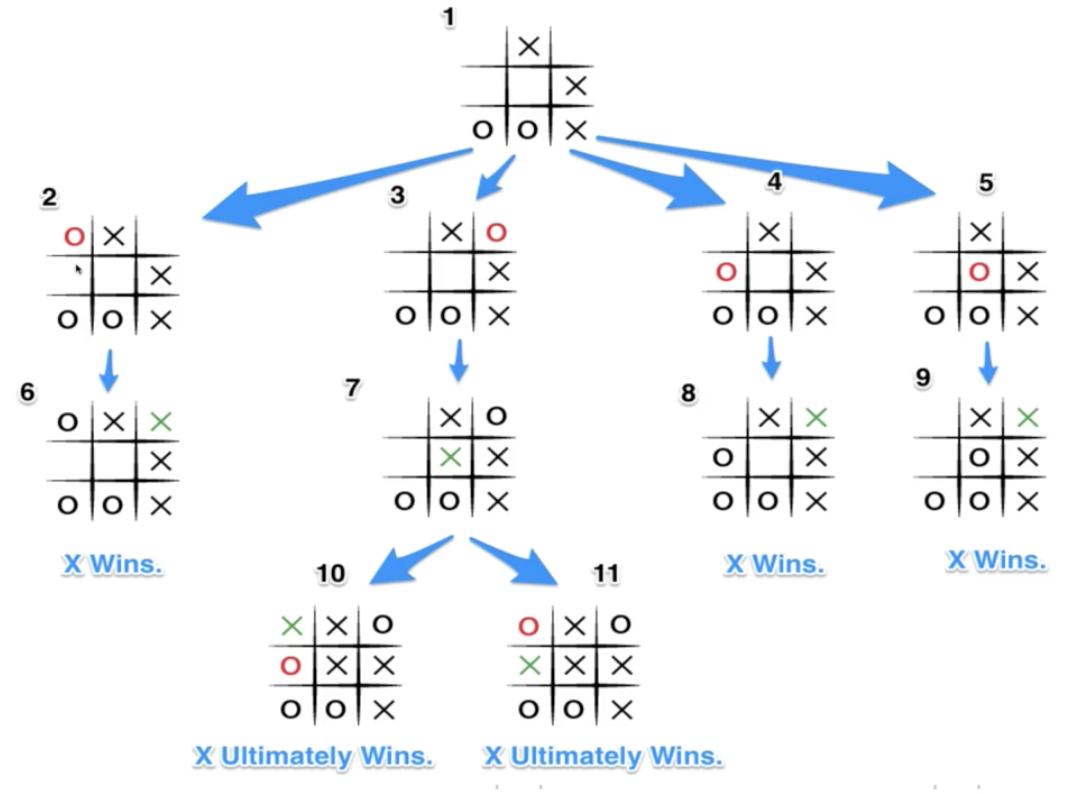 1
X
X
O O X
2 3 4 5
O X
X
O O X
X O
X
O O X
X
O X
O O X
X
O X
O O X
6 7 8 9
O X X
X
O O X
X O
X X
O O X
X X
O X
O O X
X X
O X
O O X
X Wins.
X Wins.
X Wins.
10 11
X X O
O X X
O O X
O X O
X X X
O O X
X Ultimately Wins.
X Ultimately Wins.